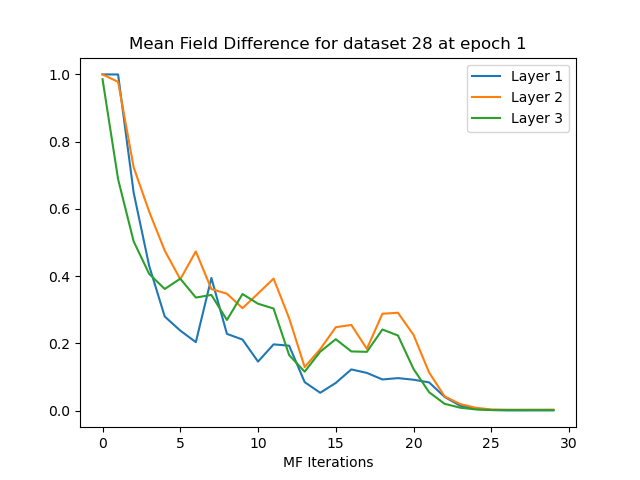 Mean Field Difference for dataset 28 at epoch 1
Layer 1
Layer 2
Layer 3
1.0
0.8
0.6
0.4
0.2
0.0
0 5 10 15 20 25 30
MF Iterations